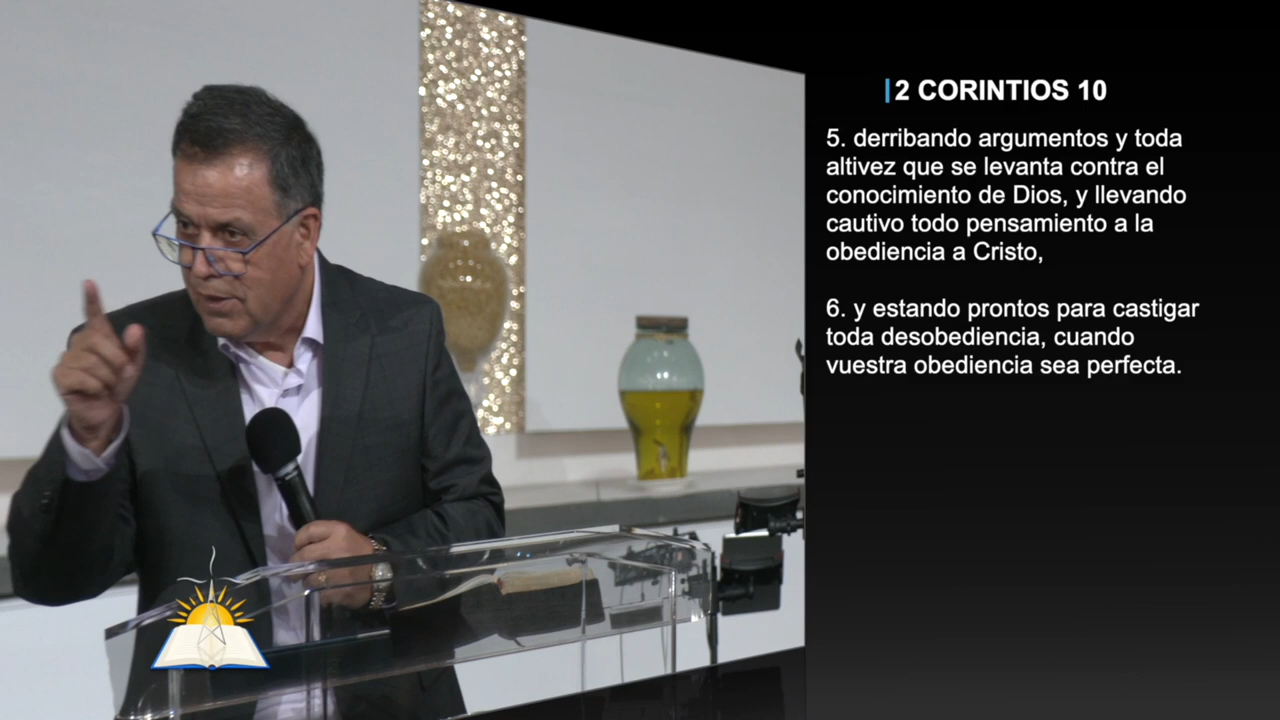 2 CORINTIOS 10
5. derribando argumentos y toda
altivez que se levanta contra el
conocimiento de Dios, y llevando
cautivo todo pensamiento a la
obediencia a Cristo,
6. y estando prontos para castigar
toda desobediencia, cuando
vuestra obediencia sea perfecta.